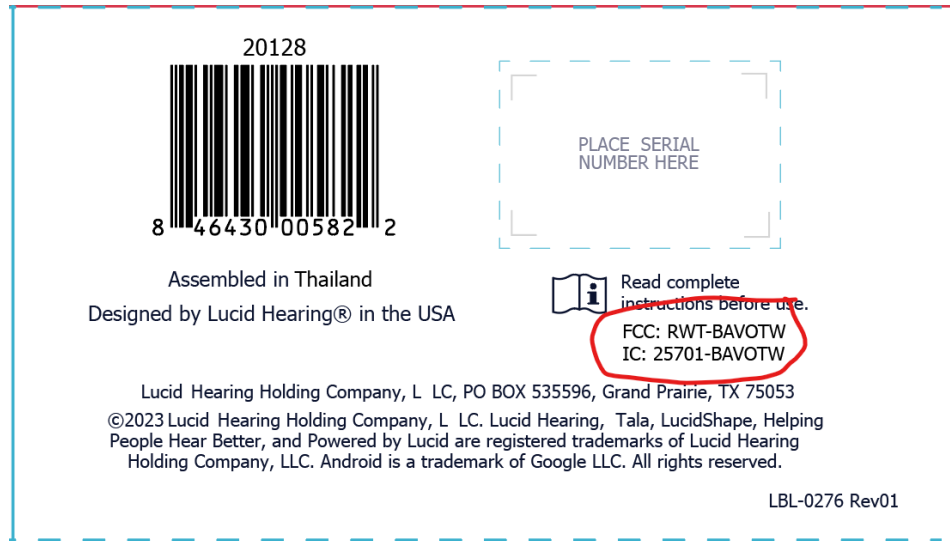 20128
8 46430 00582 2
PLACE SERIAL
NUMBER HERE
Assembled in Thailand
Designed by Lucid Hearing® in the USA
i Read complete
instructions before use.
FCC: RWT-BAVOTW
IC: 25701-BAVOTW
Lucid Hearing Holding Company, L LC, PO BOX 535596, Grand Prairie, TX 75053
©2023 Lucid Hearing Holding Company, L LC. Lucid Hearing, Tala, LucidShape, Helping
People Hear Better, and Powered by Lucid are registered trademarks of Lucid Hearing
Holding Company, LLC. Android is a trademark of Google LLC. All rights reserved.
LBL-0276 Rev01